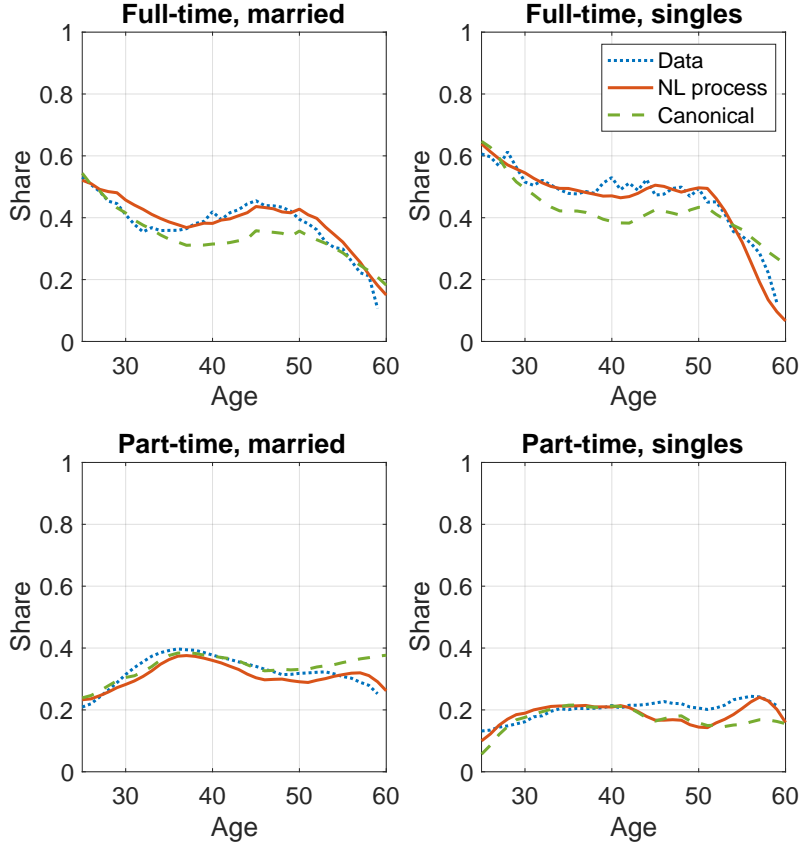 Full-time, married
1
0.8
0.6
0.4
0.2
0
Share
30
40
50
60
Age
Full-time, singles
Data
NL process
Canonical
1
0.8
0.6
0.4
0.2
0
Share
30
40
50
60
Age
Part-time, married
1
0.8
0.6
0.4
0.2
0
Share
30
40
50
60
Age
Part-time, singles
1
0.8
0.6
0.4
0.2
0
Share
30
40
50
60
Age